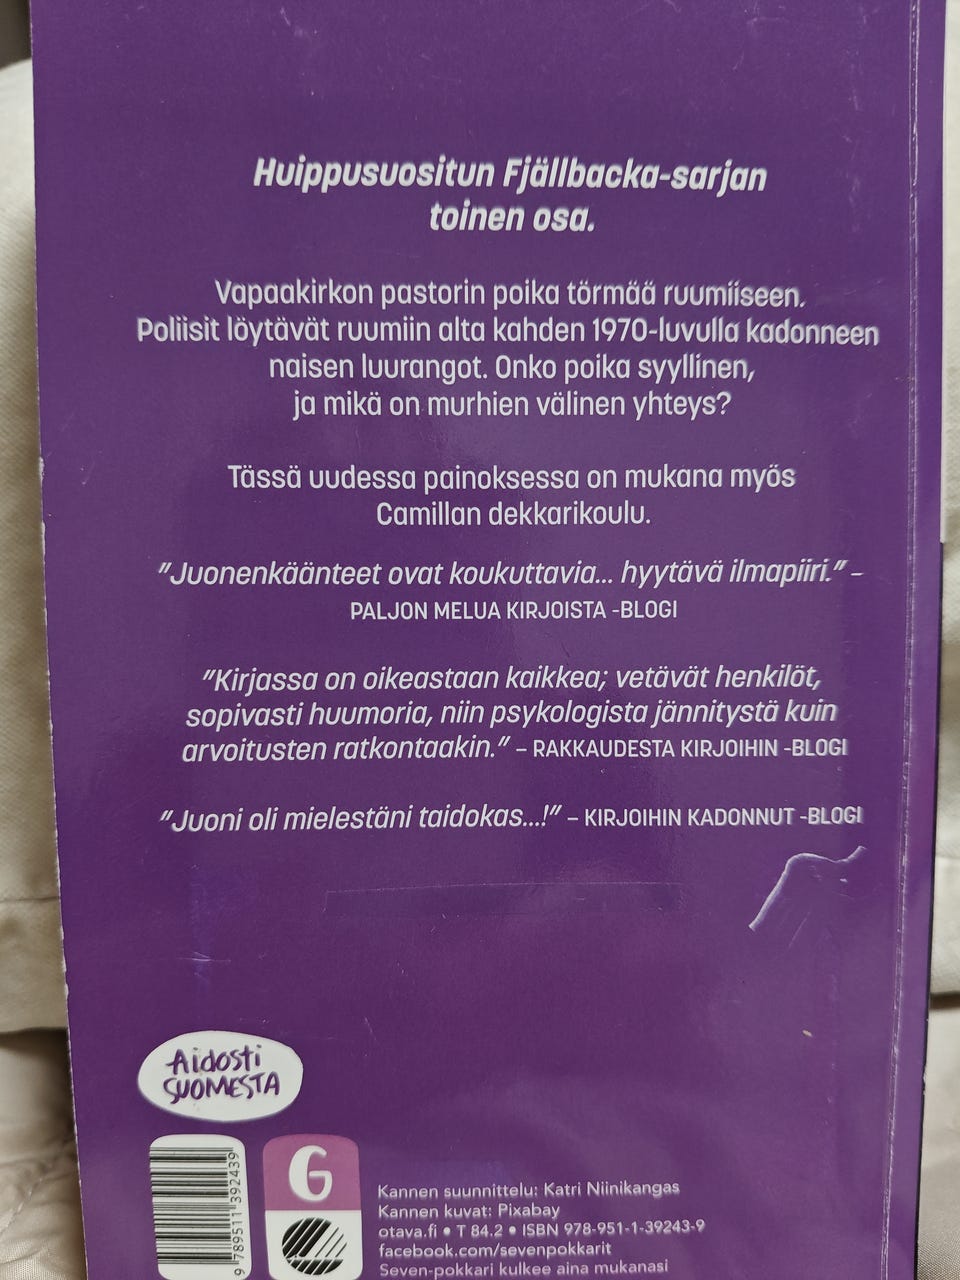 Huippusuositun Fjällbacka-sarjan
toinen osa.
Vapaakirkon pastorin poika törmää ruumiiseen.
Poliisit löytävät ruumiin alta kahden 1970-luvulla kadonneen
naisen luurangot. Onko poika syyllinen,
ja mikä on murhien välinen yhteys?
Tässä uudessa painoksessa on mukana myös
Camillan dekkarikoulu.
"Juonenkäänteet ovat koukuttavia... hyytävä ilmapiiri." –
PALJON MELUA KIRJOISTA -BLOGI
"Kirjassa on oikeastaan kaikkea; vetävät henkilöt,
sopivasti huumoria, niin psykologista jännitystä kuin
arvoitusten ratkontaakin." – RAKKAUDESTA KIRJOIHIN -BLOGI
"Juoni oli mielestäni taidokas...!" – KIRJOIHIN KADONNUT -BLOGI
Aidosti
SUOMESTA
9 789511 392439
G
Kannen suunnittelu: Katri Niinikangas
Kannen kuvat: Pixabay
otava.fi • T 84.2 • ISBN 978-951-1-39243-9
facebook.com/sevenpokkarit
Seven-pokkari kulkee aina mukanasi